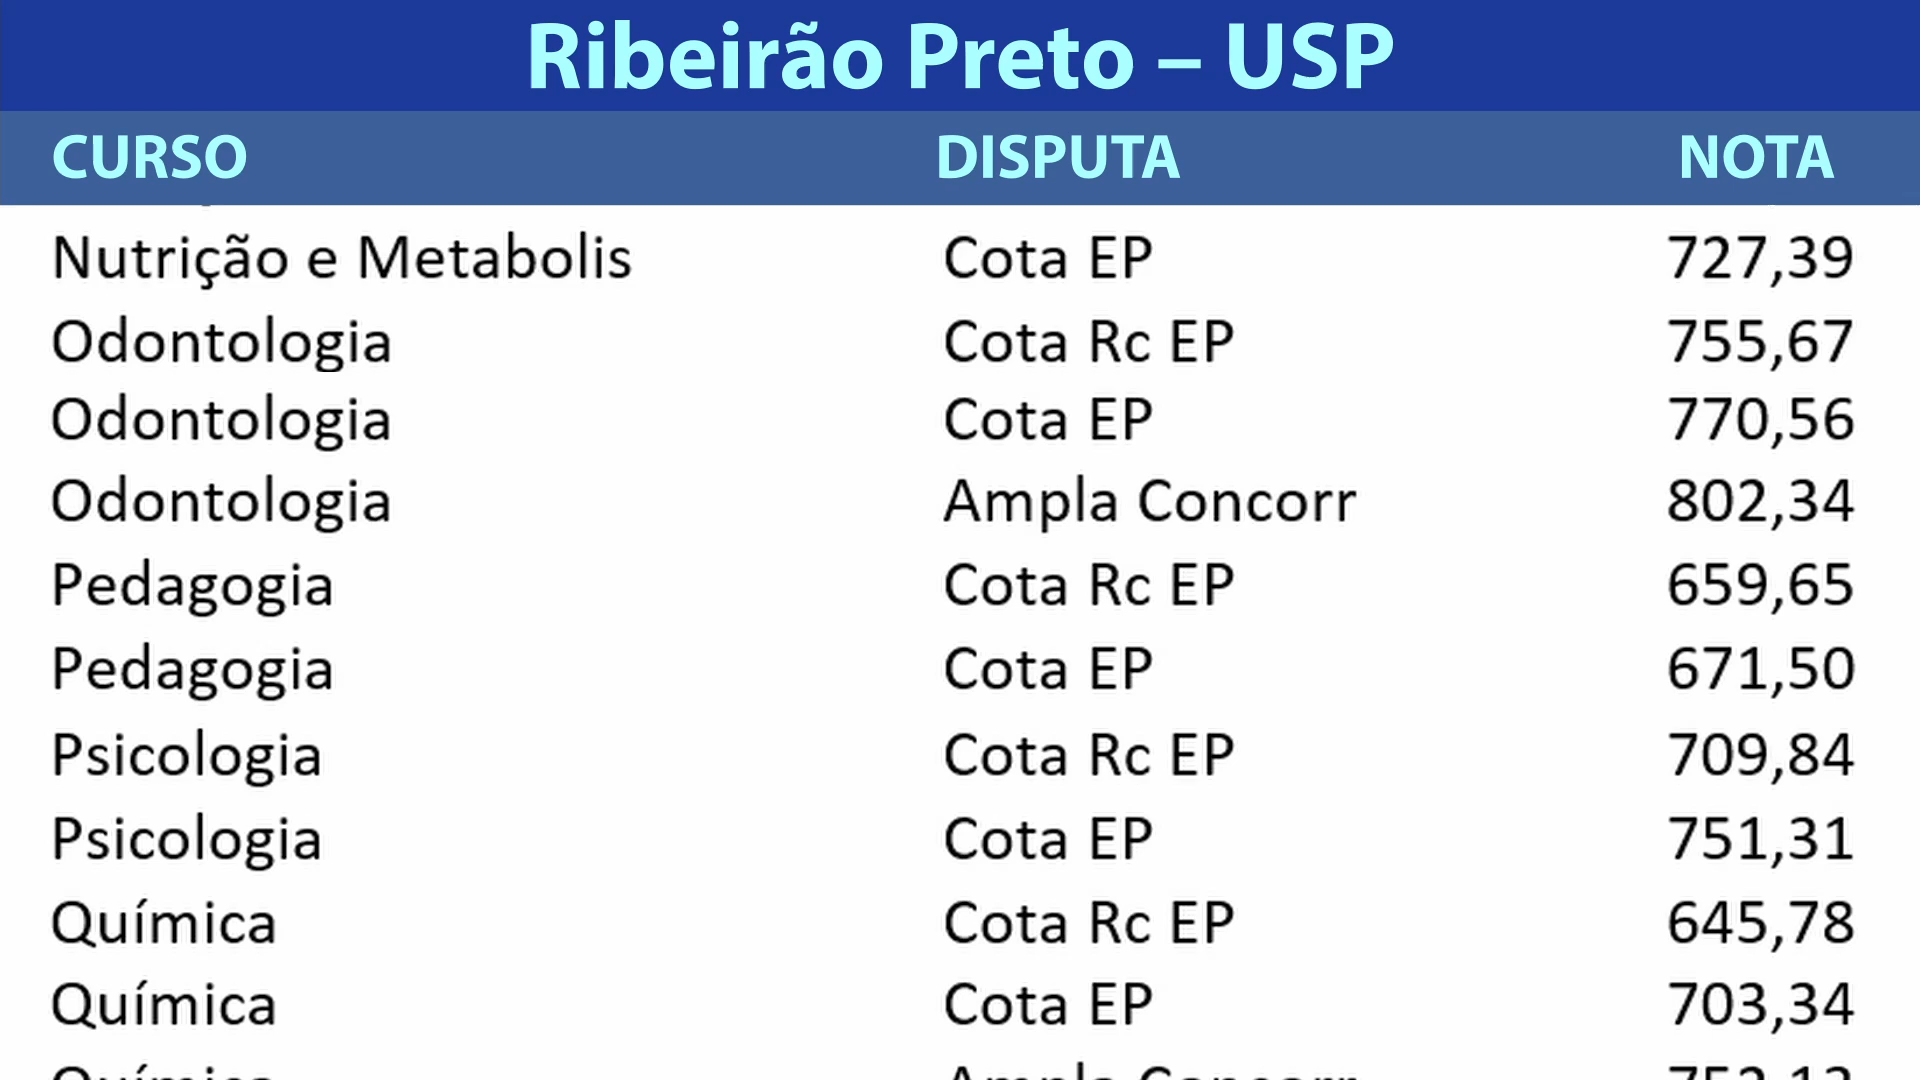 Ribeirão Preto – USP
CURSO DISPUTA NOTA
Nutrição e Metabolis Cota EP 727,39
Odontologia Cota Rc EP 755,67
Odontologia Cota EP 770,56
Odontologia Ampla Concorr 802,34
Pedagogia Cota Rc EP 659,65
Pedagogia Cota EP 671,50
Psicologia Cota Rc EP 709,84
Psicologia Cota EP 751,31
Química Cota Rc EP 645,78
Química Cota EP 703,34
Química Ampla Concorr